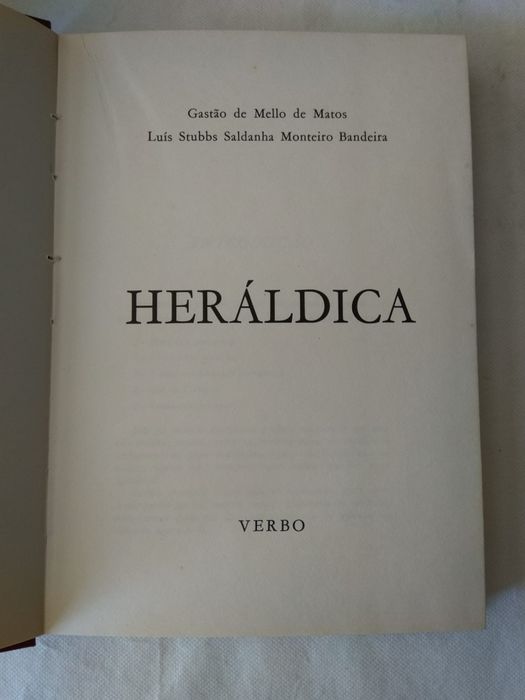 Gastão de Mello de Matos
Luís Stubbs Saldanha Monteiro Bandeira
HERÁLDICA
VERBO